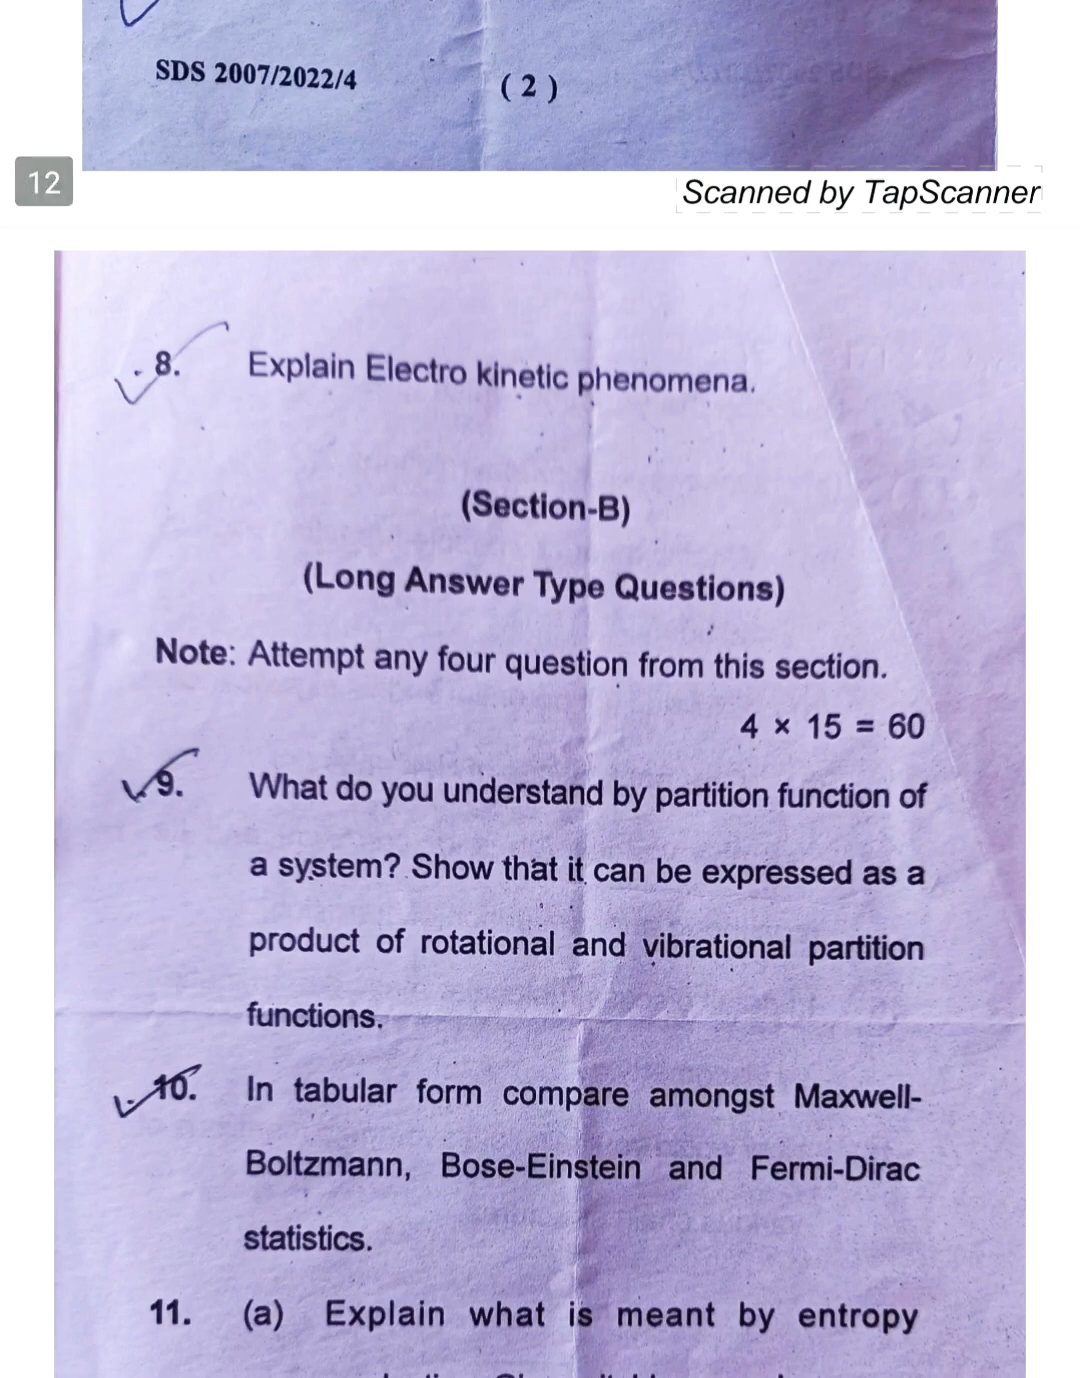 SDS 2007/2022/4 (2)
12
Scanned by TapScanner
8. Explain Electro kinetic phenomena.
(Section-B)
(Long Answer Type Questions)
Note: Attempt any four question from this section.
4 × 15 = 60
9. What do you understand by partition function of
a system? Show that it can be expressed as a
product of rotational and vibrational partition
functions.
10. In tabular form compare amongst Maxwell-
Boltzmann, Bose-Einstein and Fermi-Dirac
statistics.
11. (a) Explain what is meant by entropy